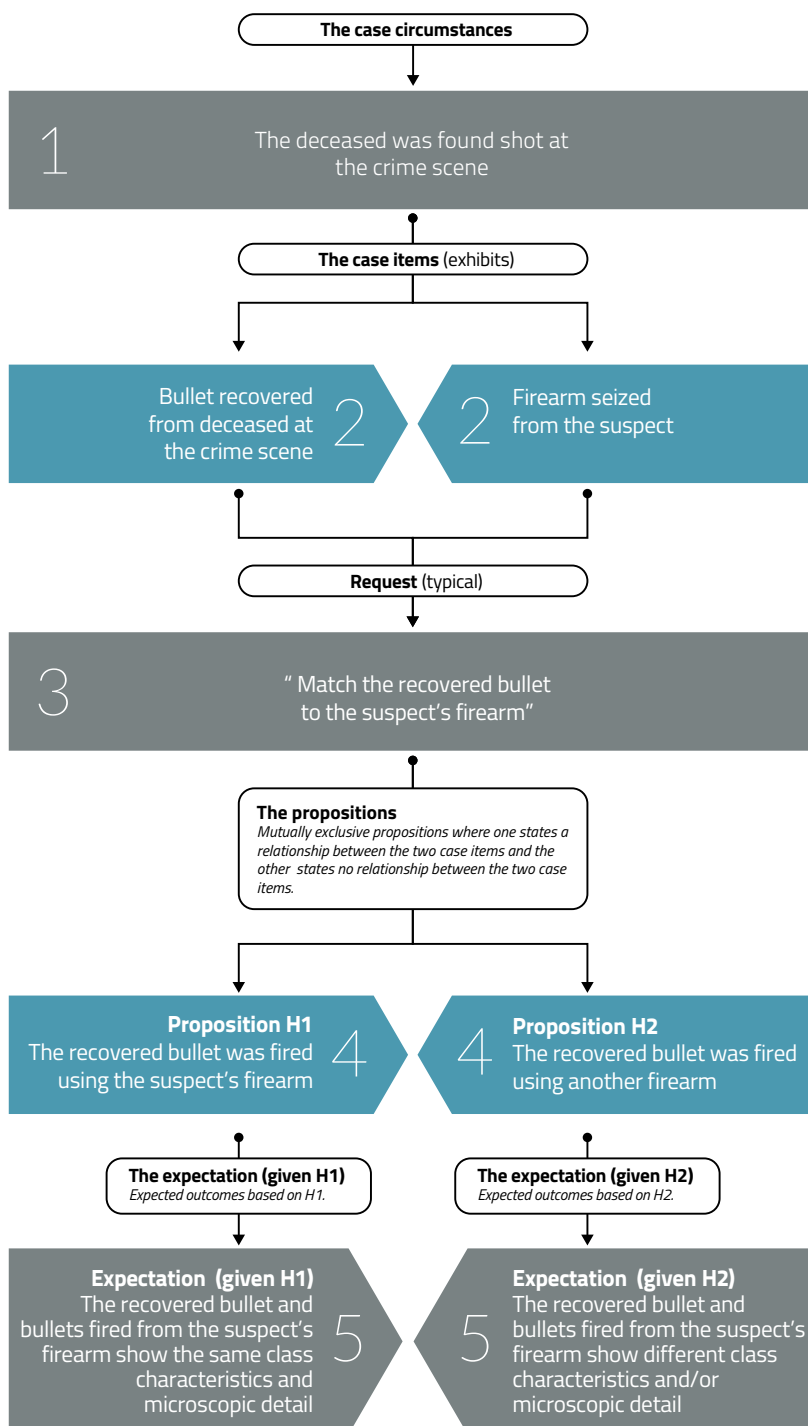 The case circumstances
1
The deceased was found shot at
the crime scene
The case items (exhibits)
Bullet recovered
from deceased at
the crime scene
2
2
Firearm seized
from the suspect
Request (typical)
3
“ Match the recovered bullet
to the suspect’s firearm”
The propositions
Mutually exclusive propositions where one states a
relationship between the two case items and the
other states no relationship between the two case
items.
Proposition H1
The recovered bullet was fired
using the suspect’s firearm
4
4
Proposition H2
The recovered bullet was fired
using another firearm
The expectation (given H1)
Expected outcomes based on H1.
The expectation (given H2)
Expected outcomes based on H2.
Expectation (given H1)
The recovered bullet and
bullets fired from the suspect’s
firearm show the same class
characteristics and
microscopic detail
5
5
Expectation (given H2)
The recovered bullet and
bullets fired from the suspect’s
firearm show different class
characteristics and/or
microscopic detail